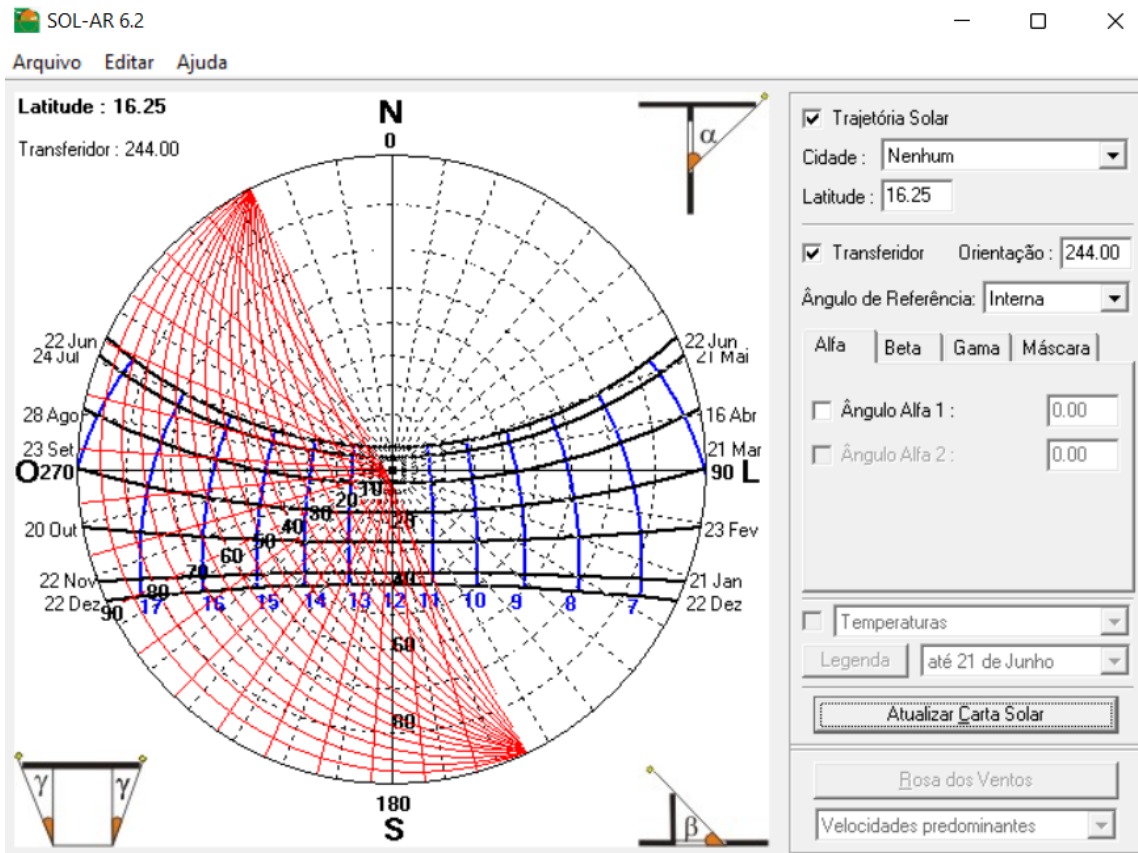 SOL-AR 6.2
Arquivo Editar Ajuda
Latitude : 16.25
Transferidor : 244.00
N
0
α
22 Jun
24 Jul
28 Ago
23 Set
O 270
20 Out
22 Nov
22 Dez
22 Jun
21 Mai
16 Abr
21 Mar
90 L
23 Fev
21 Jan
22 Dez
10
20
30
40
50
60
70
80
90
20
40
60
80
17 16 15 14 13 12 11 10 9 8 7
180
S
γ γ
β
Trajetória Solar
Cidade : Nenhum
Latitude : 16.25
Transferidor Orientação : 244.00
Ângulo de Referência: Interna
Alfa Beta Gama Máscara
Ângulo Alfa 1 : 0.00
Ângulo Alfa 2 : 0.00
Temperaturas
Legenda até 21 de Junho
Atualizar Carta Solar
Rosa dos Ventos
Velocidades predominantes